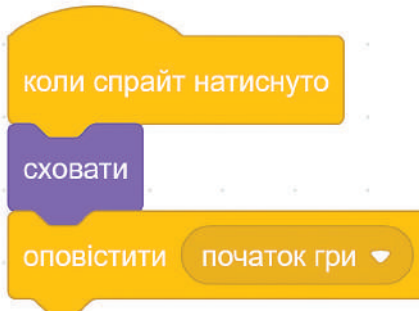 коли спрайт натиснуто
сховати
оповістити початок гри